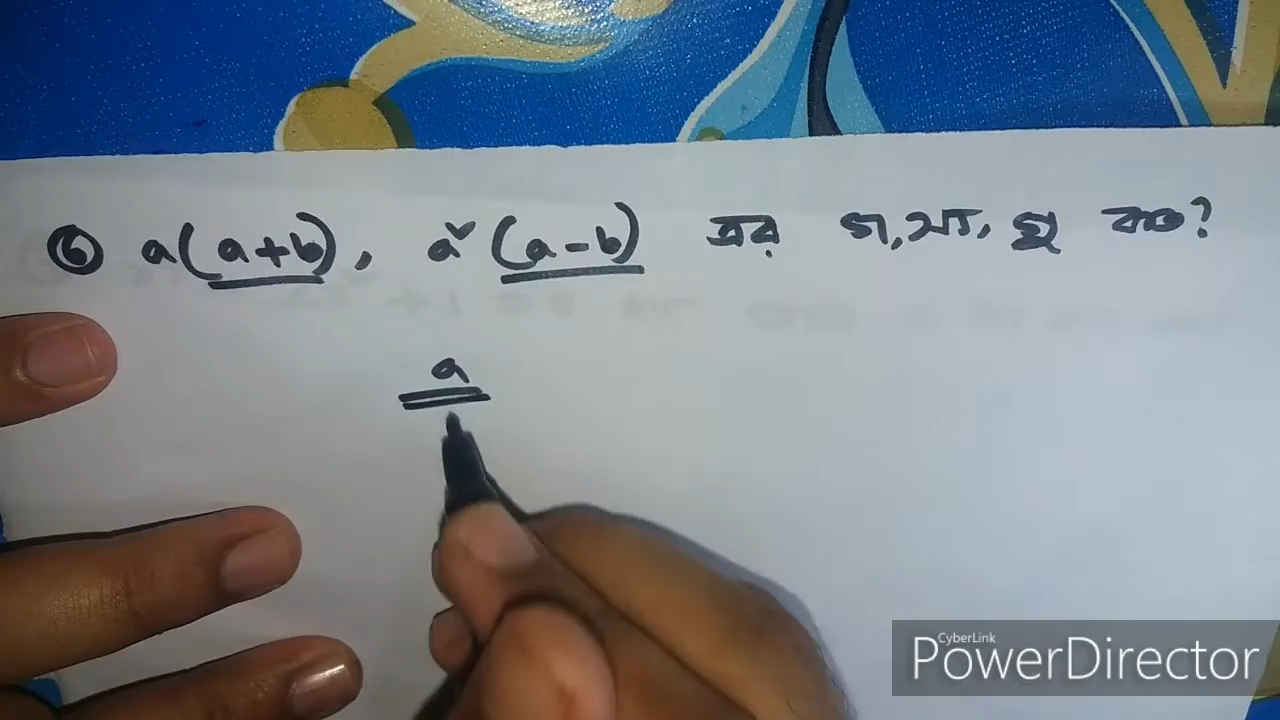 ৬ a(a+b), a² (a-b) এর গ,সা,গু কত?
a
CyberLink
PowerDirector